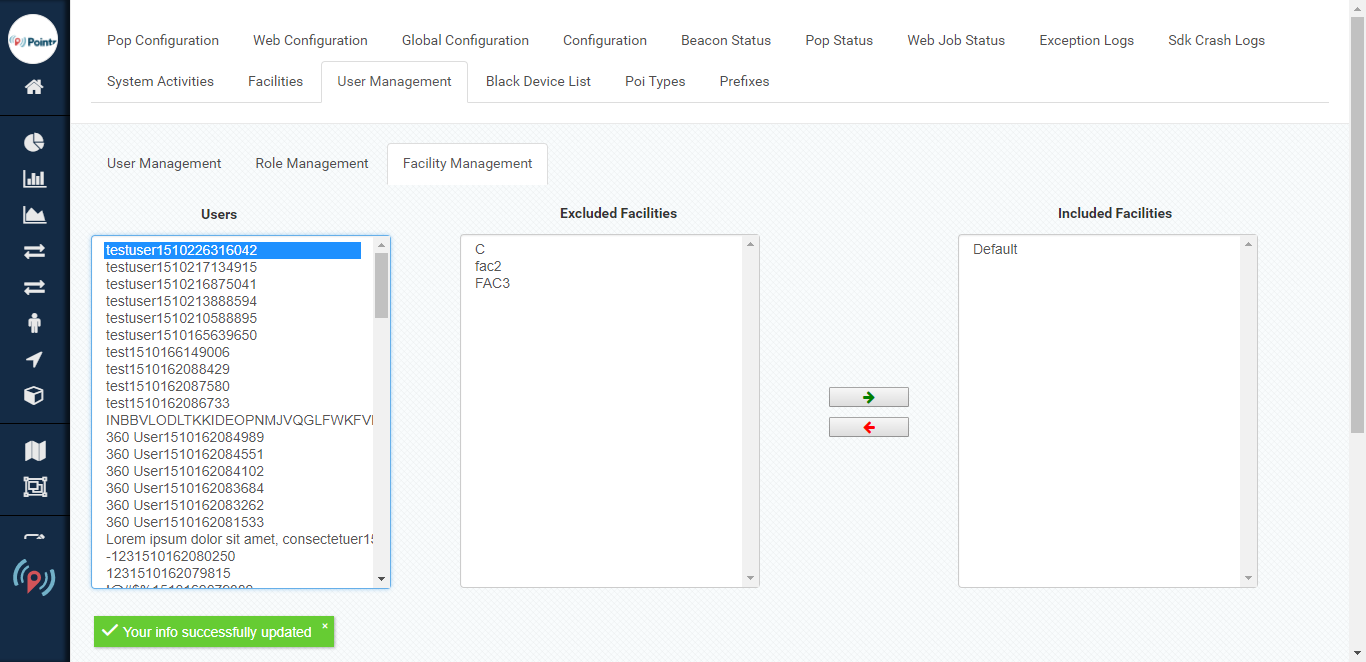 Pointr
Pop Configuration Web Configuration Global Configuration Configuration Beacon Status Pop Status Web Job Status Exception Logs Sdk Crash Logs
System Activities Facilities User Management Black Device List Poi Types Prefixes
User Management Role Management Facility Management
Users Excluded Facilities Included Facilities
testuser1510226316042
testuser1510217134915
testuser1510216875041
testuser1510213888594
testuser1510210588895
testuser1510165639650
test1510166149006
test1510162088429
test1510162087580
test1510162086733
INBBVLODLTKKIDEOPNMJVQGLFWKFV
360 User1510162084989
360 User1510162084551
360 User1510162084102
360 User1510162083684
360 User1510162083262
360 User1510162081533
Lorem ipsum dolor sit amet, consectetuer15
-1231510162080250
1231510162079815
C
fac2
FAC3
Default
Your info successfully updated ×